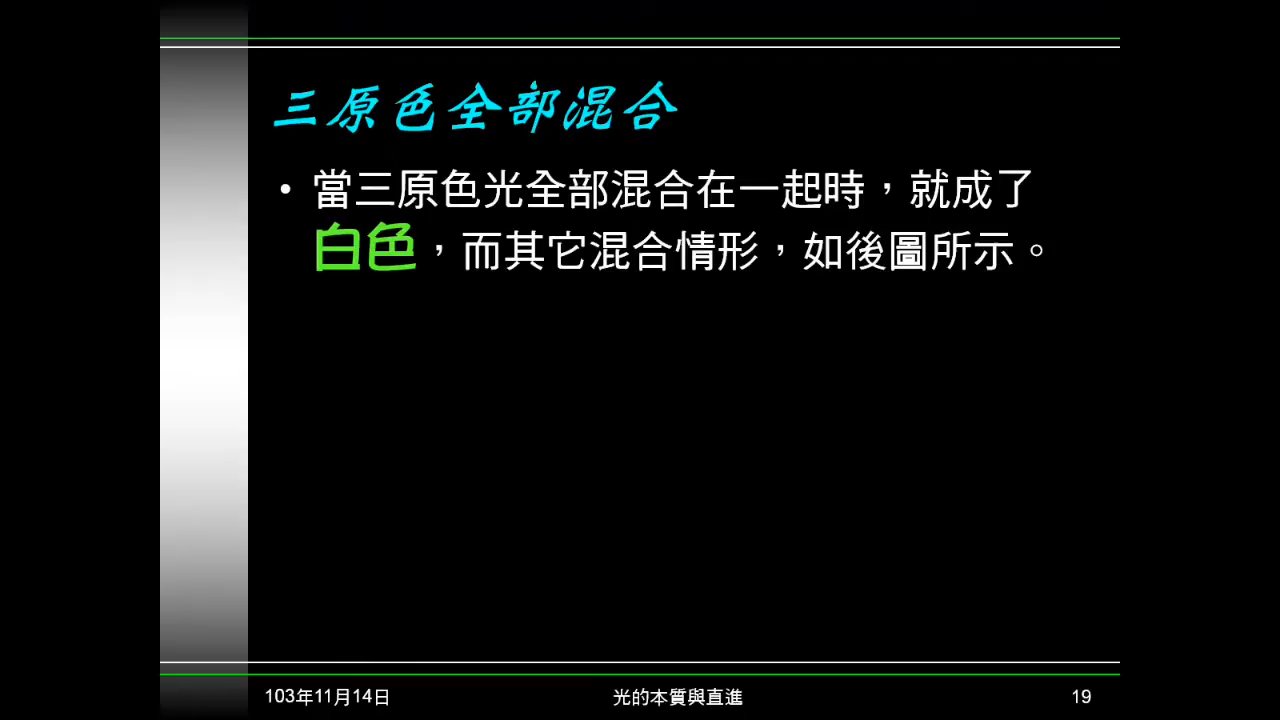 三原色全部混合
• 當三原色光全部混合在一起時，就成了
白色，而其它混合情形，如後圖所示。
103年11月14日
光的本質與直進
19